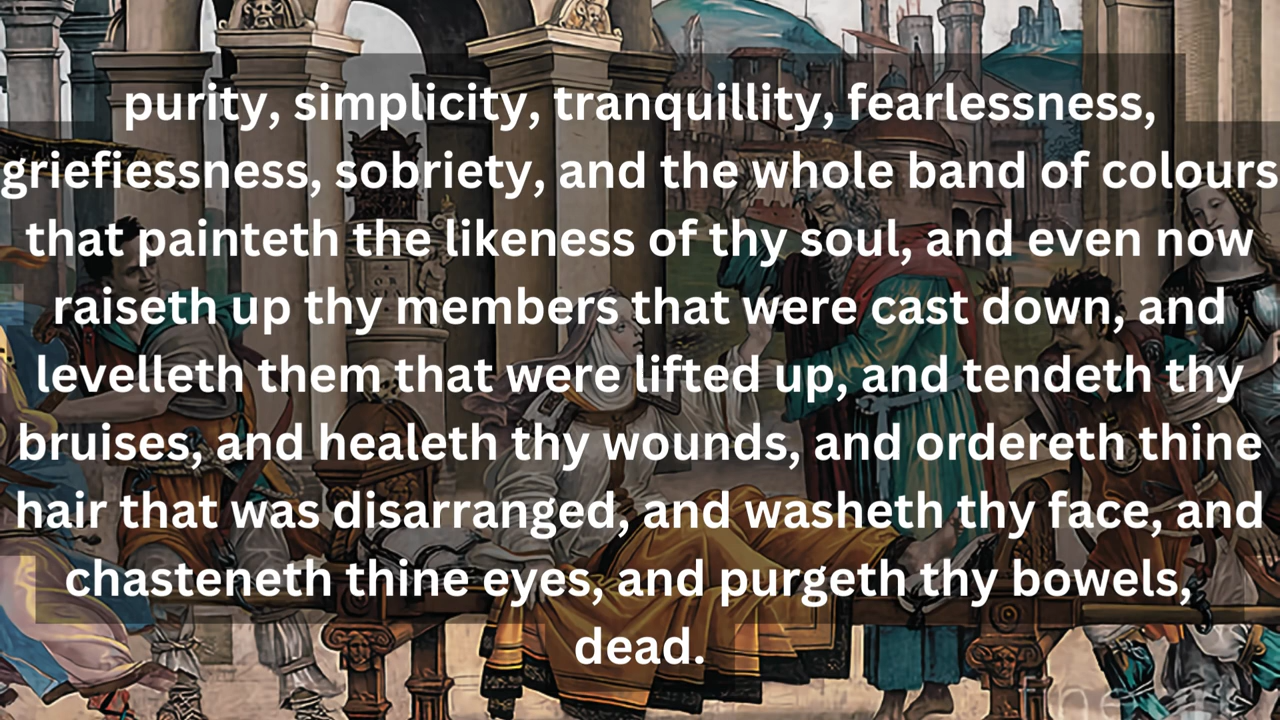 purity, simplicity, tranquillity, fearlessness,
griefiessness, sobriety, and the whole band of colours
that painteth the likeness of thy soul, and even now
raiseth up thy members that were cast down, and
levelleth them that were lifted up, and tendeth thy
bruises, and healeth thy wounds, and ordereth thine
hair that was disarranged, and washeth thy face, and
chasteneth thine eyes, and purgeth thy bowels,
dead.